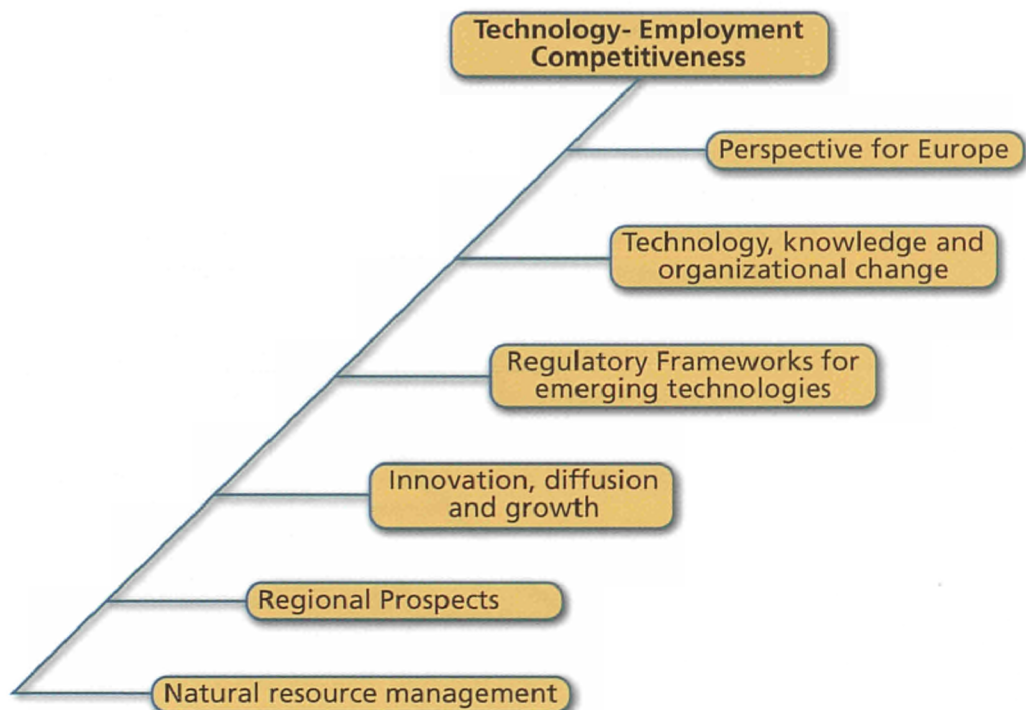 Technology- Employment
Competitiveness
Perspective for Europe
Technology, knowledge and
organizational change
Regulatory Frameworks for
emerging technologies
Innovation, diffusion
and growth
Regional Prospects
Natural resource management